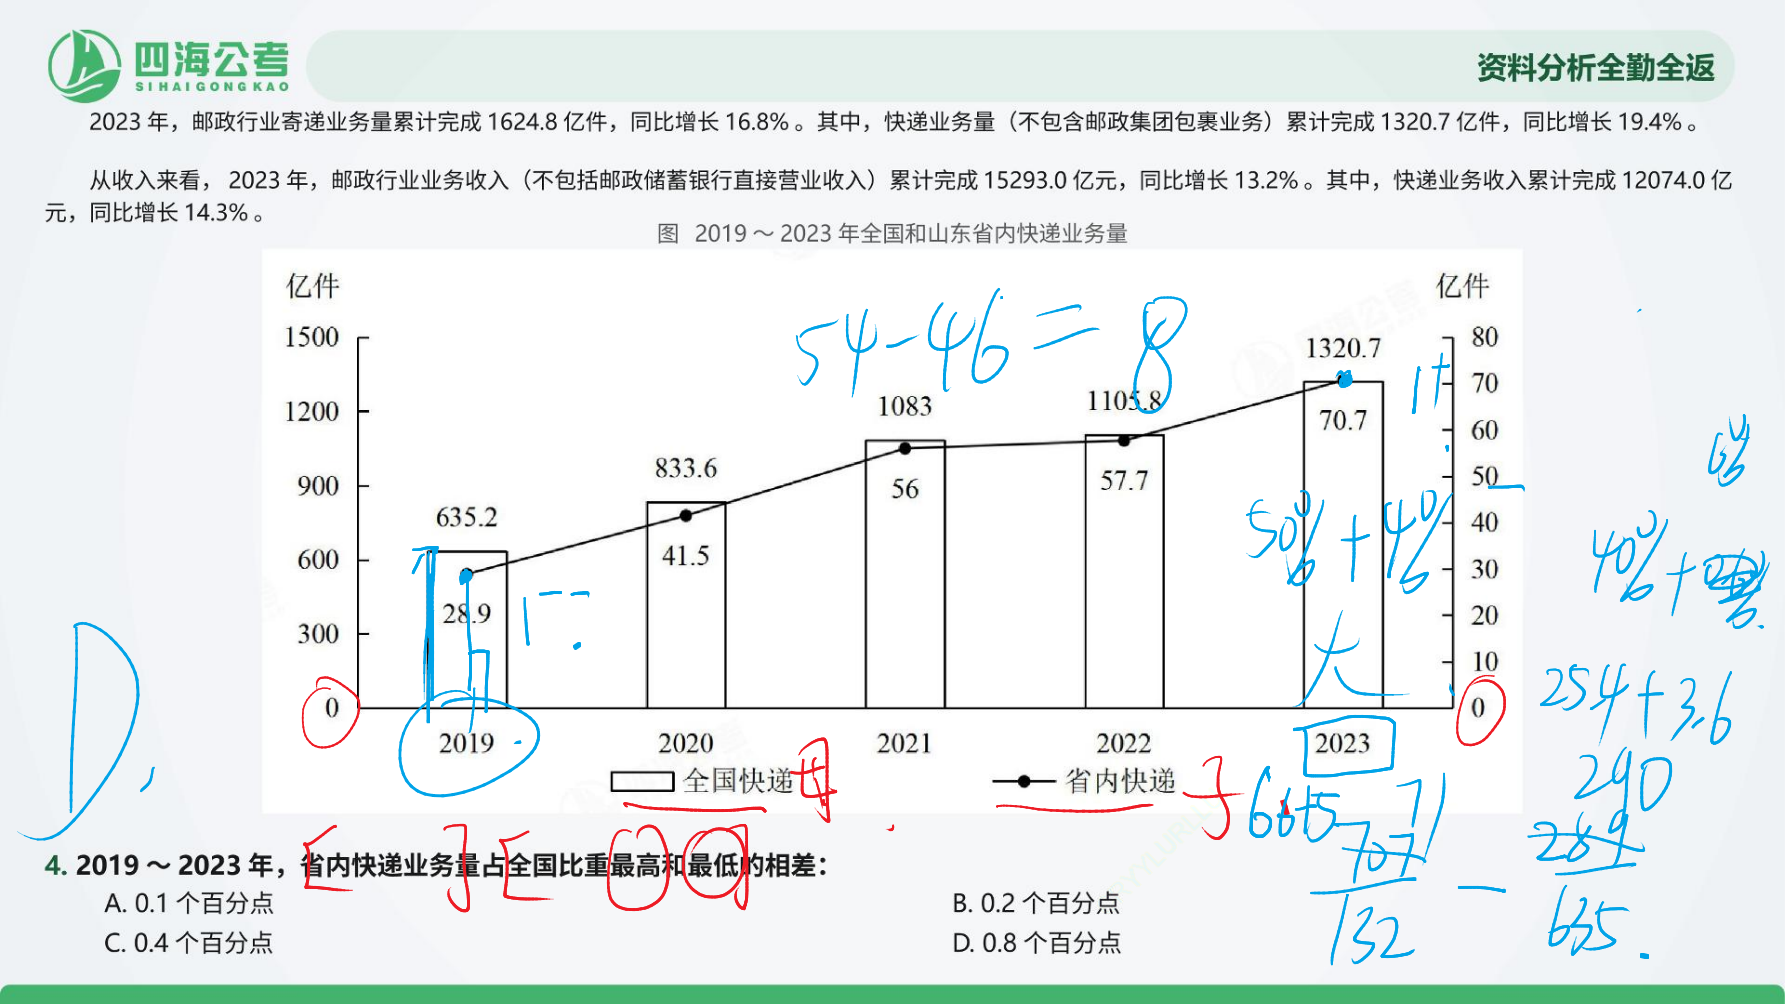 四海公考
SIHAIGONGKAO
资料分析全勤全返
2023 年，邮政行业寄递业务量累计完成 1624.8 亿件，同比增长 16.8% 。其中，快递业务量（不包含邮政集团包裹业务）累计完成 1320.7 亿件，同比增长 19.4% 。
从收入来看， 2023 年，邮政行业业务收入（不包括邮政储蓄银行直接营业收入）累计完成 15293.0 亿元，同比增长 13.2% 。其中，快递业务收入累计完成 12074.0 亿
元，同比增长 14.3% 。
图 2019 ～ 2023 年全国和山东省内快递业务量
亿件 亿件
54-46=8
1500 1320.7 80
1+
70.7 70
1200 1083 1105.8
60
900 833.6 56 57.7 50
50% + 4%
40% +
635.2 40
600 41.5 30
28.9 20
300 大 10
254+3.6
0 0
2019 2020 2021 2022 2023
290
全国快递 母 省内快递 子
D.
71
707
289
132
635.
4. 2019 ～ 2023 年，省内快递业务量占全国比重最高和最低的相差：
A. 0.1 个百分点 B. 0.2 个百分点
C. 0.4 个百分点 D. 0.8 个百分点